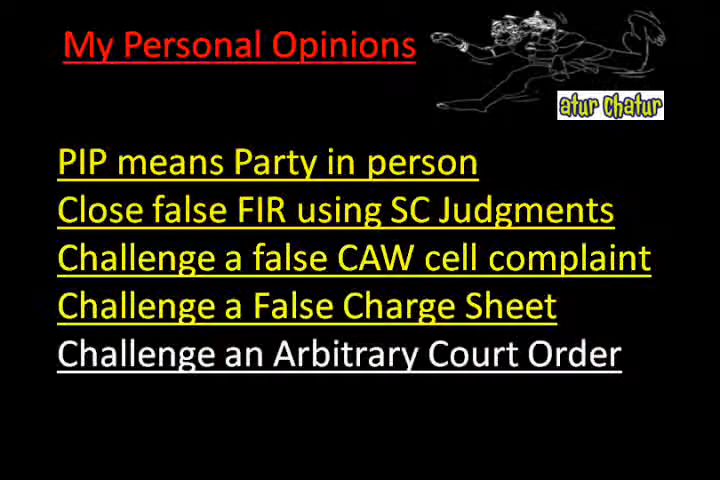 My Personal Opinions
atur chatur
PIP means Party in person
Close false FIR using SC Judgments
Challenge a false CAW cell complaint
Challenge a False Charge Sheet
Challenge an Arbitrary Court Order